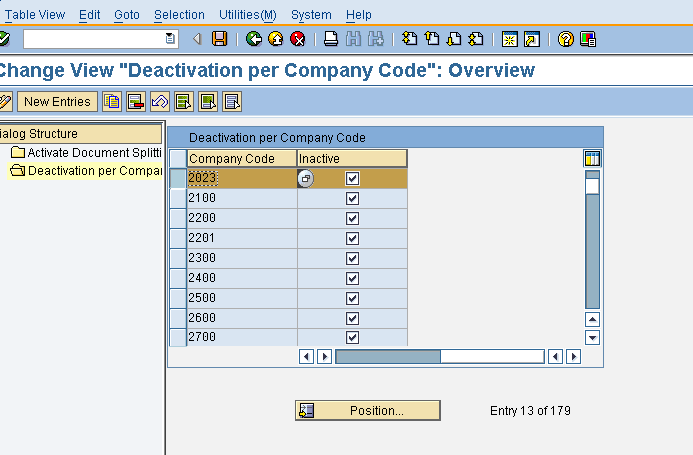 Table View Edit Goto Selection Utilities(M) System Help
Change View "Deactivation per Company Code": Overview
New Entries
ialog Structure
Activate Document Splitti
Deactivation per Compar
Deactivation per Company Code
Company Code Inactive
2023
2100
2200
2201
2300
2400
2500
2600
2700
Position... Entry 13 of 179